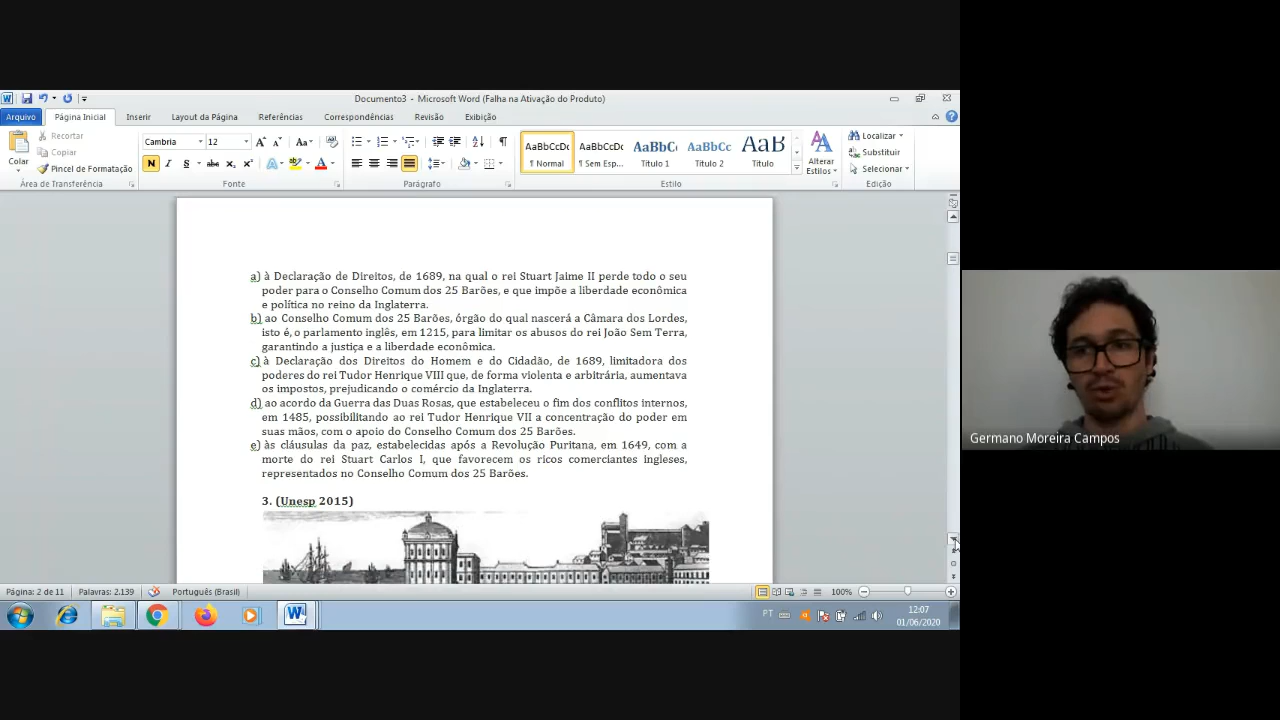 Documento3 - Microsoft Word (Falha na Ativação do Produto)
Arquivo Página Inicial Inserir Layout da Página Referências Correspondências Revisão Exibição
Colar
Recortar
Copiar
Pincel de Formatação
Área de Transferência
Cambria 12
Fonte
Parágrafo
AaBbCcDc AaBbCcDc AaBbC AaBbCc AaB
¶ Normal ¶ Sem Esp... Título 1 Título 2 Título
Alterar
Estilos
Estilo
Localizar
Substituir
Selecionar
Edição
a) à Declaração de Direitos, de 1689, na qual o rei Stuart Jaime II perde todo o seu
poder para o Conselho Comum dos 25 Barões, e que impõe a liberdade econômica
e política no reino da Inglaterra.
b) ao Conselho Comum dos 25 Barões, órgão do qual nascerá a Câmara dos Lordes,
isto é, o parlamento inglês, em 1215, para limitar os abusos do rei João Sem Terra,
garantindo a justiça e a liberdade econômica.
c) à Declaração dos Direitos do Homem e do Cidadão, de 1689, limitadora dos
poderes do rei Tudor Henrique VIII que, de forma violenta e arbitrária, aumentava
os impostos, prejudicando o comércio da Inglaterra.
d) ao acordo da Guerra das Duas Rosas, que estabeleceu o fim dos conflitos internos,
em 1485, possibilitando ao rei Tudor Henrique VII a concentração do poder em
suas mãos, com o apoio do Conselho Comum dos 25 Barões.
e) às cláusulas da paz, estabelecidas após a Revolução Puritana, em 1649, com a
morte do rei Stuart Carlos I, que favorecem os ricos comerciantes ingleses,
representados no Conselho Comum dos 25 Barões.
3. (Unesp 2015)
Germano Moreira Campos
Página: 2 de 11 Palavras: 2.139 Português (Brasil) 100%
PT
12:07
01/06/2020